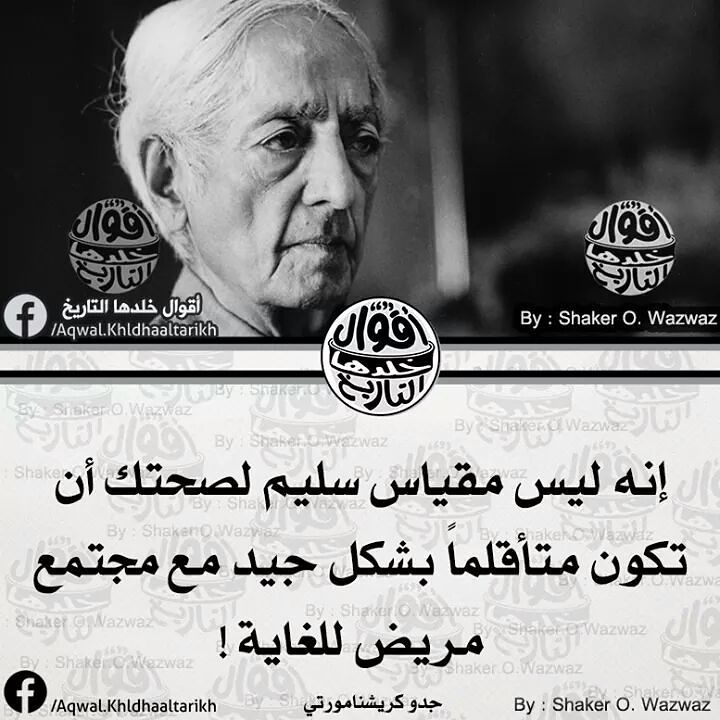 أقوال
خلدها
التاريخ
أقوال
خلدها
التاريخ
أقوال خلدها التاريخ
/Aqwal.Khldhaaltarikh
By : Shaker O. Wazwaz
أقوال
خلدها
التاريخ
إنه ليس مقياس سليم لصحتك أن
تكون متأقلماً بشكل جيد مع مجتمع
مريض للغاية !
/Aqwal.Khldhaaltarikh
جدو كريشنامورتي
By : Shaker O. Wazwaz